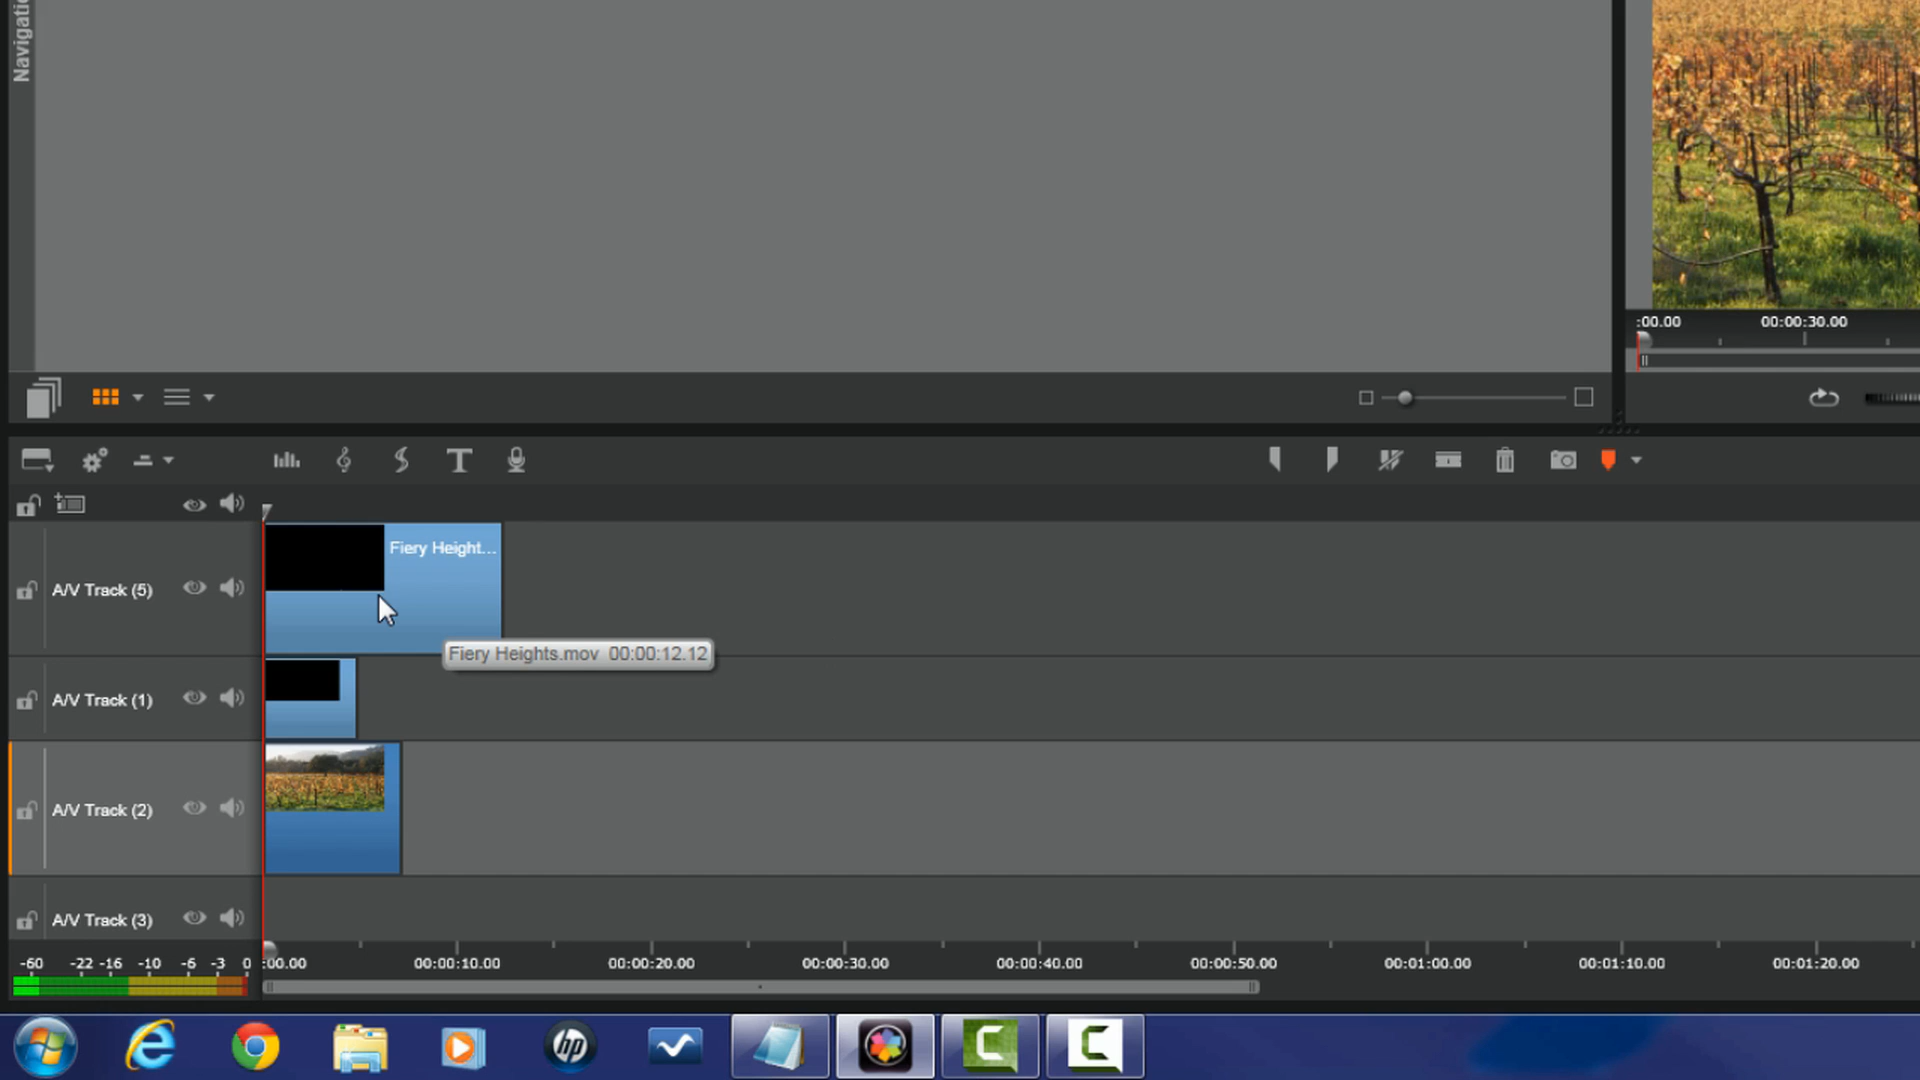 Navigatio
:00.00 00:00:30.00
T
Fiery Height...
A/V Track (5)
Fiery Heights.mov 00:00:12.12
A/V Track (1)
A/V Track (2)
A/V Track (3)
-60 -22 -16 -10 -6 -3 0
:00.00 00:00:10.00 00:00:20.00 00:00:30.00 00:00:40.00 00:00:50.00 00:01:00.00 00:01:10.00 00:01:20.00
hp